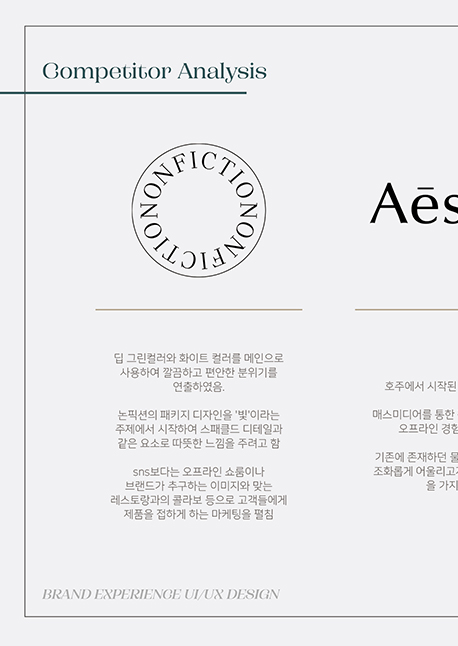 Competitor Analysis
NONFICTION NONFICTION
Aēs
딥 그린컬러와 화이트 컬러를 메인으로
사용하여 깔끔하고 편안한 분위기를
연출하였음.
논픽션의 패키지 디자인을 '빛'이라는
주제에서 시작하여 스패클드 디테일과
같은 요소로 따뜻한 느낌을 주려고 함
sns보다는 오프라인 쇼룸이나
브랜드가 추구하는 이미지와 맞는
레스토랑과의 콜라보 등으로 고객들에게
제품을 접하게 하는 마케팅을 펼침
호주에서 시작된
매스미디어를 통한
오프라인 경험
기존에 존재하던 물
조화롭게 어울리고자
을 가지
BRAND EXPERIENCE UI/UX DESIGN